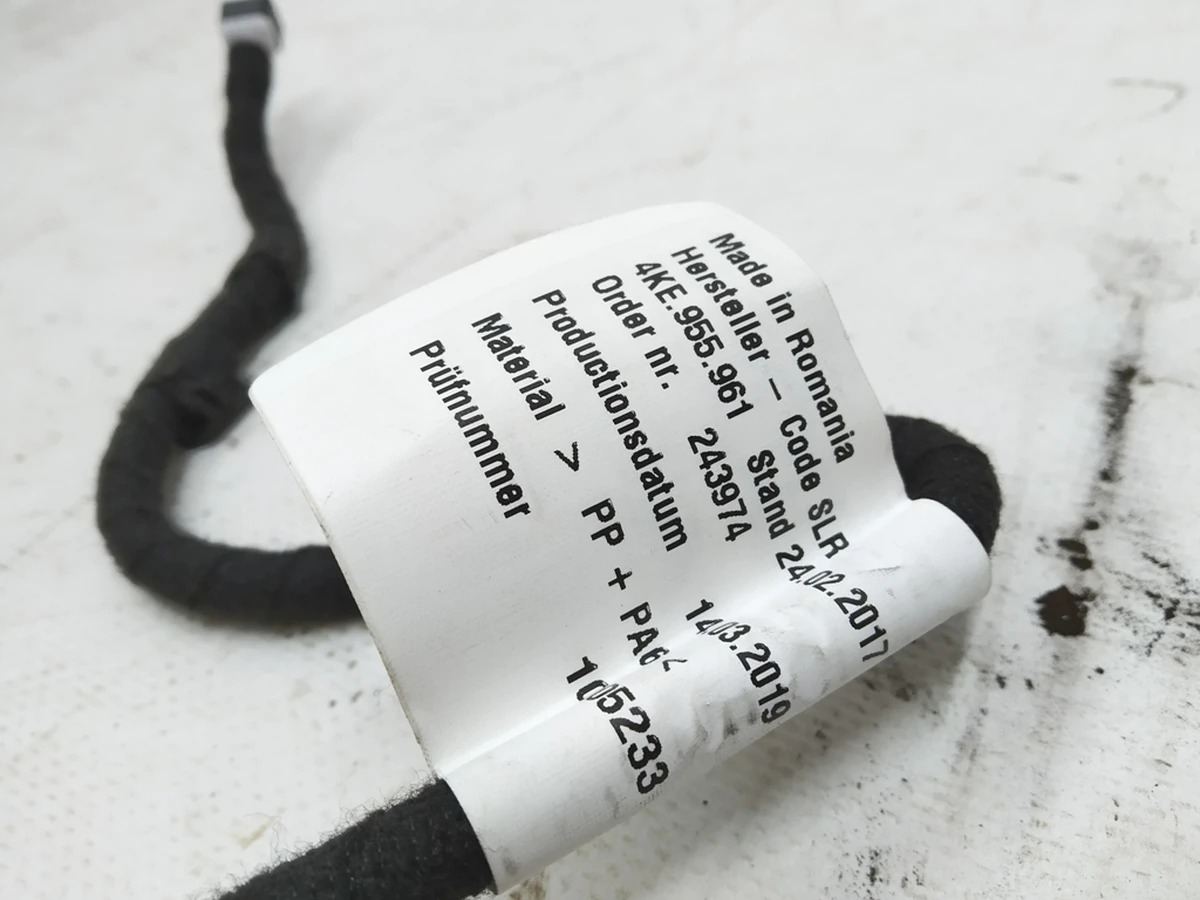 Made in Romania
Hersteller – Code SLR
4KE.955.961 Stand 24.02.2017
Order nr. 243974
Productionsdatum 14.03.2019
Material > PP + PA6<
Prüfnummer 105233